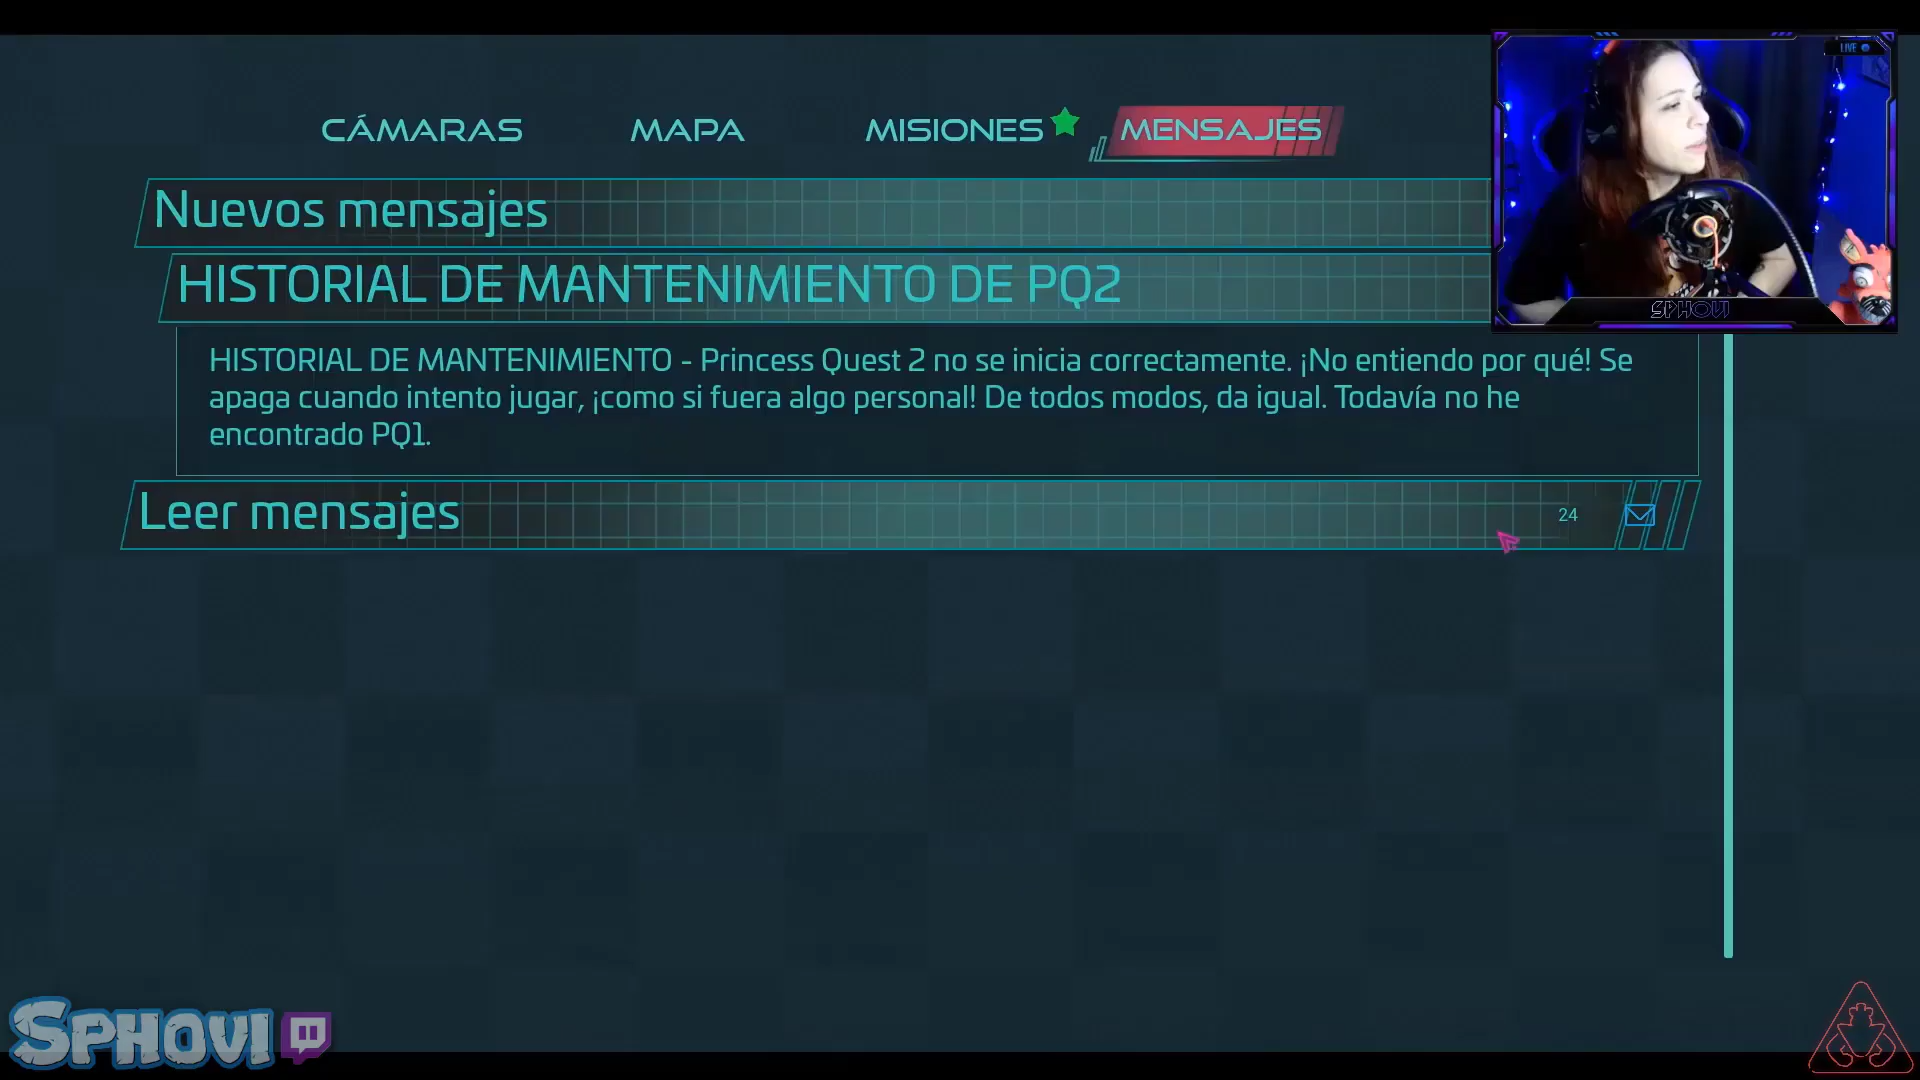 CÁMARAS
MAPA
MISIONES
MENSAJES
LIVE
Nuevos mensajes
HISTORIAL DE MANTENIMIENTO DE PQ2
SPHOVI
HISTORIAL DE MANTENIMIENTO - Princess Quest 2 no se inicia correctamente. ¡No entiendo por qué! Se
apaga cuando intento jugar, ¡como si fuera algo personal! De todos modos, da igual. Todavía no he
encontrado PQ1.
Leer mensajes
24
SPHOVI